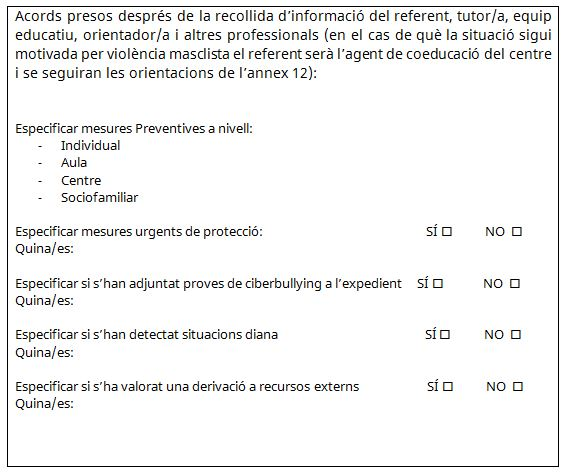 Acords presos després de la recollida d’informació del referent, tutor/a, equip
educatiu, orientador/a i altres professionals (en el cas de què la situació sigui
motivada per violència masclista el referent serà l’agent de coeducació del centre
i se seguiran les orientacions de l’annex 12):
Especificar mesures Preventives a nivell:
- Individual
- Aula
- Centre
- Sociofamiliar
Especificar mesures urgents de protecció: SÍ □ NO □
Quina/es:
Especificar si s’han adjuntat proves de ciberbullying a l’expedient SÍ □ NO □
Quina/es:
Especificar si s’han detectat situacions diana SÍ □ NO □
Quina/es:
Especificar si s’ha valorat una derivació a recursos externs SÍ □ NO □
Quina/es: